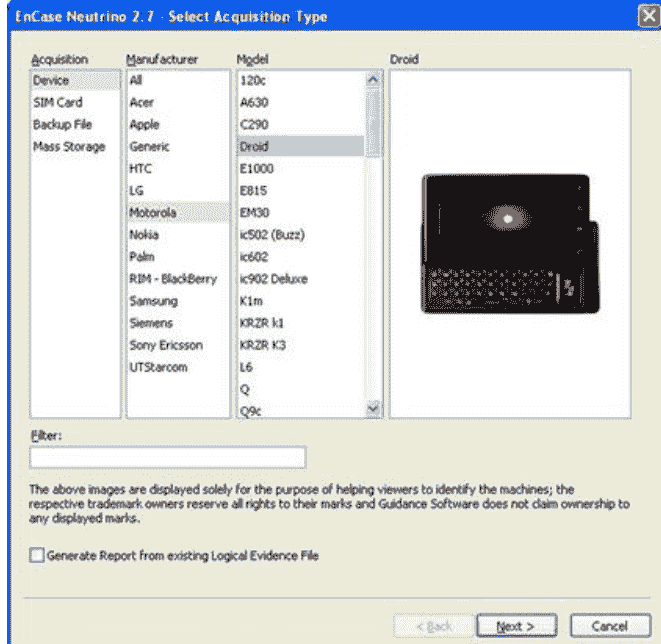 EnCase Neutrino 2.7 - Select Acquisition Type
Acquisition
Device
SIM Card
Backup File
Mass Storage
Manufacturer
All
Acer
Apple
Generic
HTC
LG
Motorola
Nokia
Palm
RIM - BlackBerry
Samsung
Siemens
Sony Ericsson
UTStarcom
Model
120c
A630
C290
Droid
E1000
E815
EM30
ic502 (Buzz)
ic602
ic902 Deluxe
K1m
KRZR k1
KRZR K3
L6
Q
Q9c
Droid
Filter:
The above images are displayed solely for the purpose of helping viewers to identify the machines; the
respective trademark owners reserve all rights to their marks and Guidance Software does not claim ownership to
any displayed marks.
Generate Report from existing Logical Evidence File
< Back
Next >
Cancel